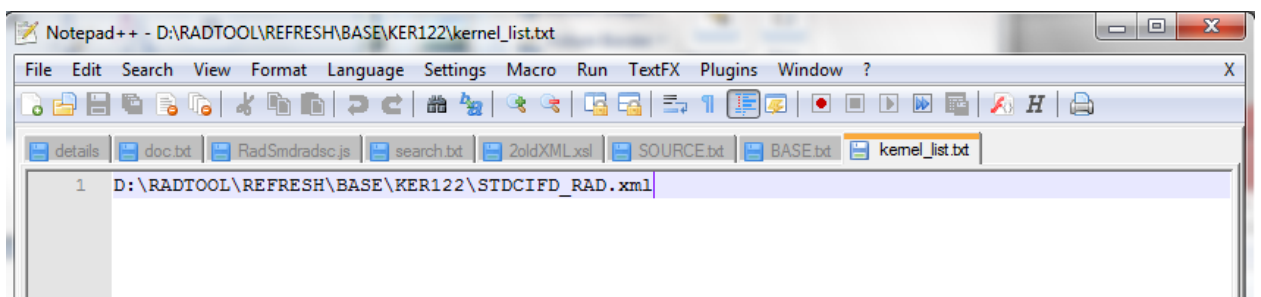 Notepad++ - D:\RADTOOL\REFRESH\BASE\KER122\kernel_list.txt
File Edit Search View Format Language Settings Macro Run TextFX Plugins Window ? X
details doc.txt RadSmdradsc.js search.txt 2oldXML.xsl SOURCE.txt BASE.txt kernel_list.txt
1 D:\RADTOOL\REFRESH\BASE\KER122\STDCIFD_RAD.xml